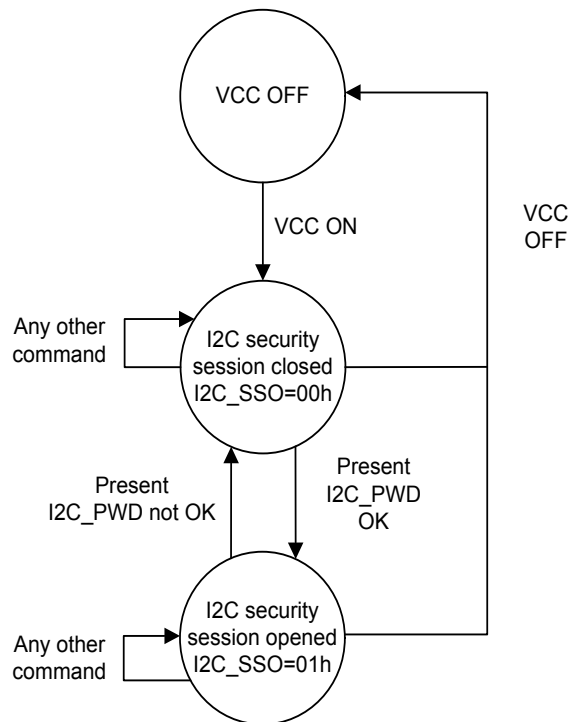 VCC OFF
VCC ON
VCC
OFF
Any other
command
I2C security
session closed
I2C_SSO=00h
Present
I2C_PWD not OK
Present
I2C_PWD
OK
Any other
command
I2C security
session opened
I2C_SSO=01h